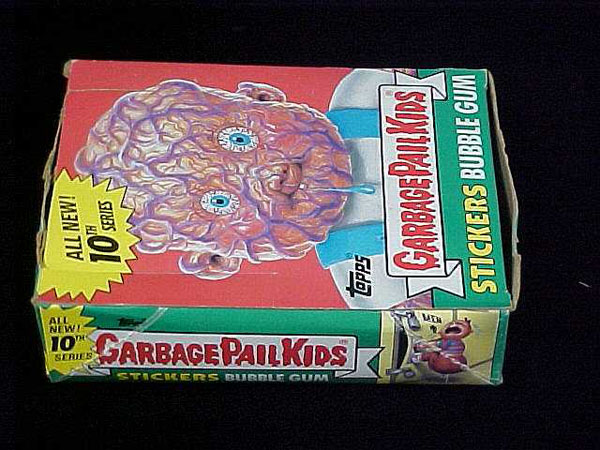 ALL NEW!
10TH
SERIES
TOPPS
GARBAGE PAIL KIDS
STICKERS BUBBLE GUM
ALL
NEW!
10TH
SERIES
GARBAGE PAIL KIDS
STICKERS BUBBLE GUM
MEN